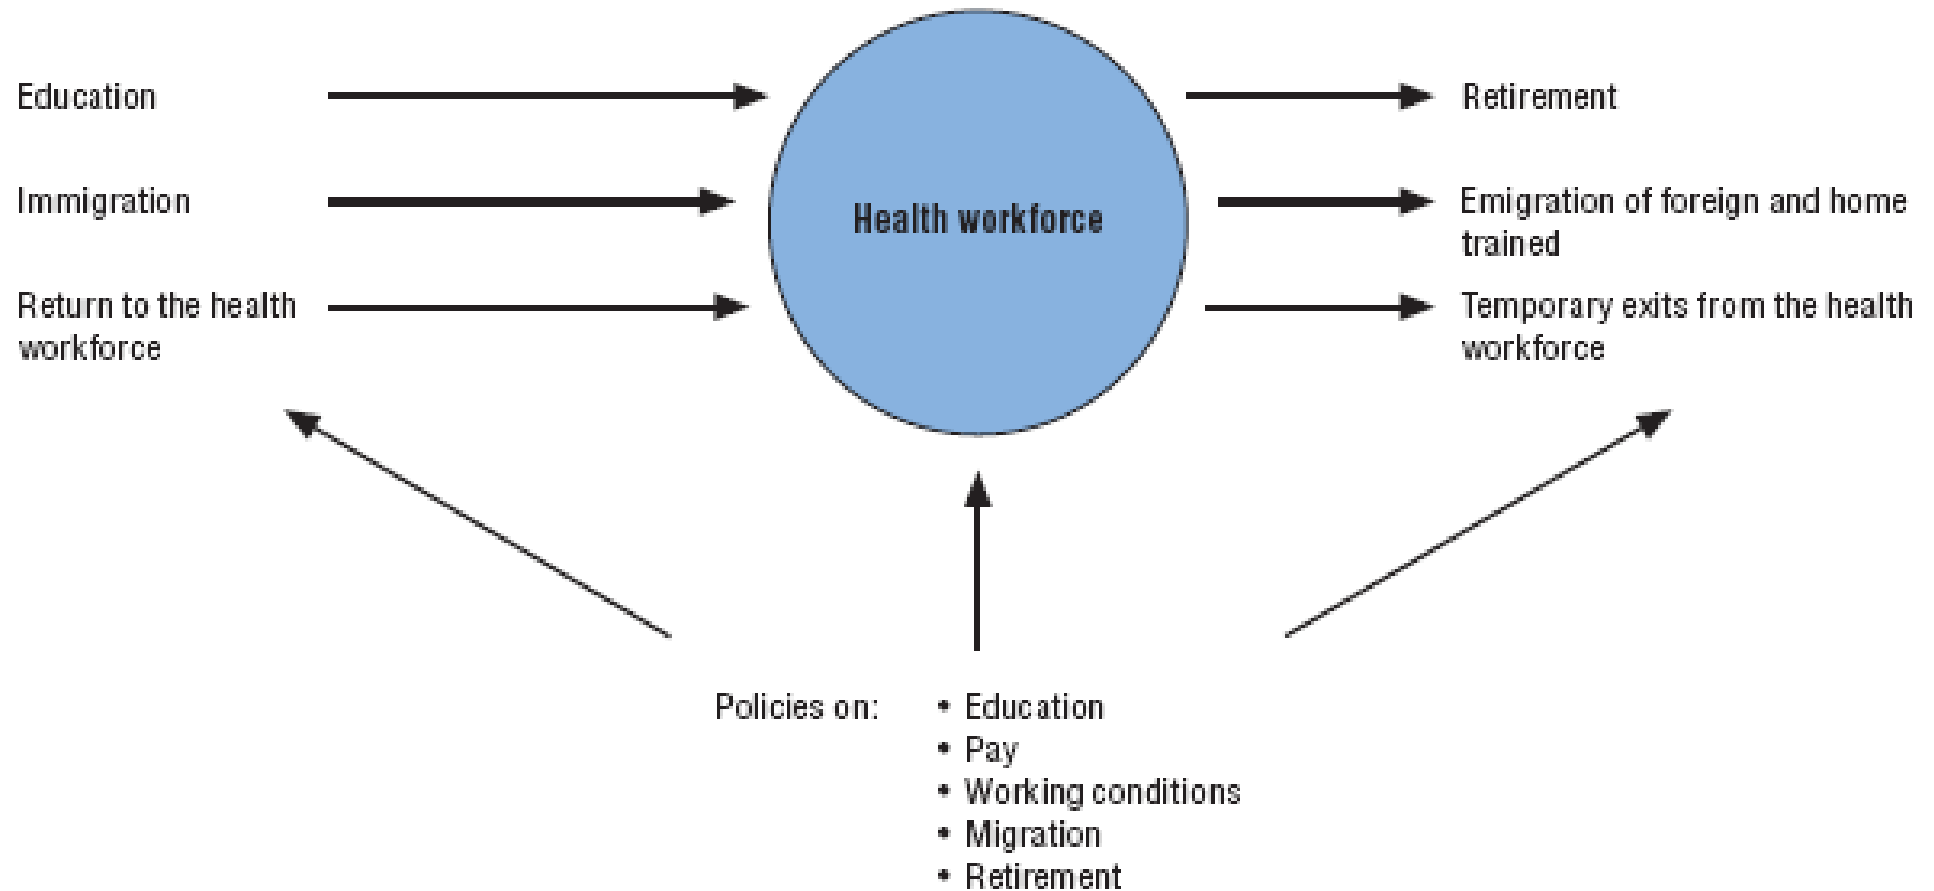 Education
Immigration
Return to the health
workforce
Health workforce
Retirement
Emigration of foreign and home
trained
Temporary exits from the health
workforce
Policies on:
• Education
• Pay
• Working conditions
• Migration
• Retirement